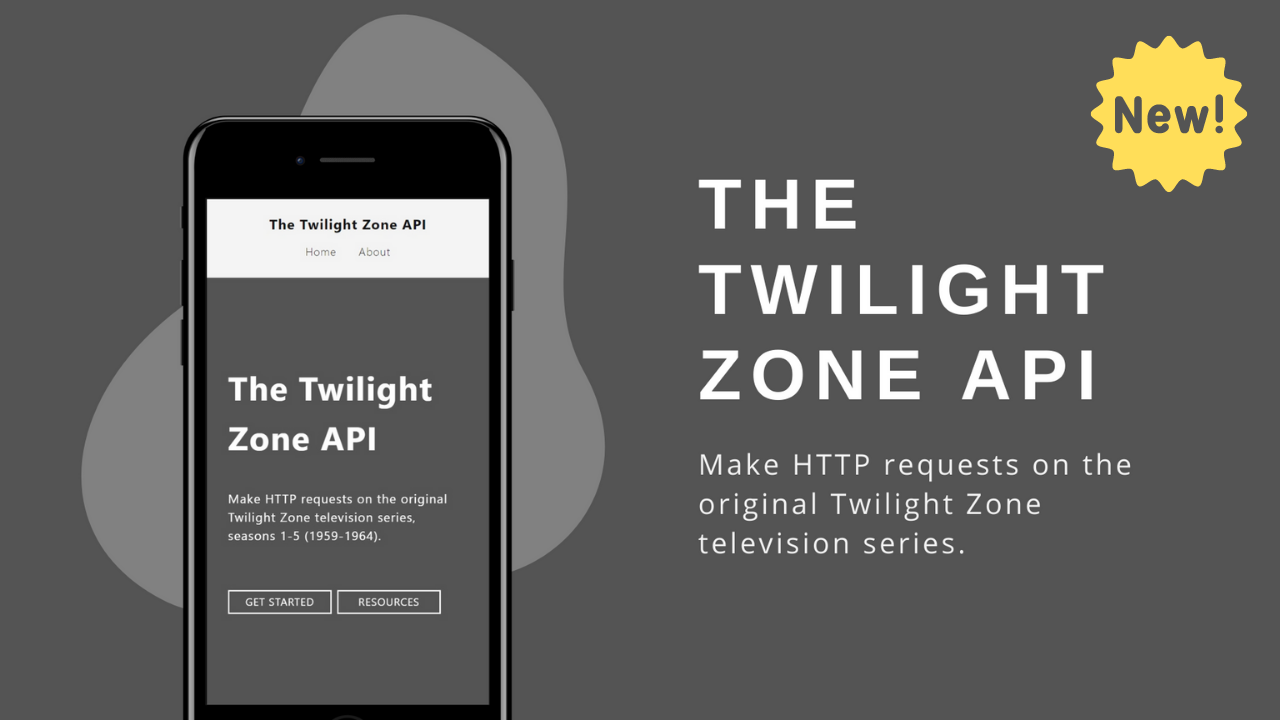 The Twilight Zone API
Home About
The Twilight
Zone API
Make HTTP requests on the original
Twilight Zone television series,
seasons 1-5 (1959-1964).
GET STARTED RESOURCES
New!
THE
TWILIGHT
ZONE API
Make HTTP requests on the
original Twilight Zone
television series.